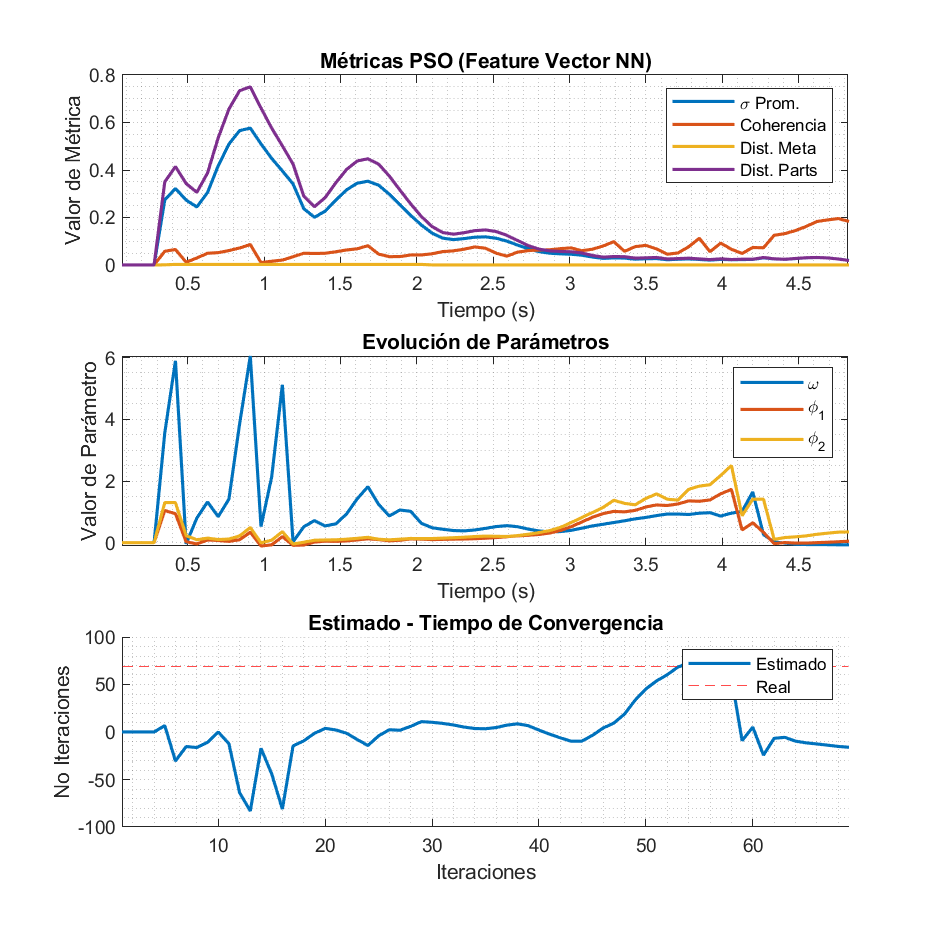 Métricas PSO (Feature Vector NN)
Valor de Métrica
0.8
0.6
0.4
0.2
0
σ Prom.
Coherencia
Dist. Meta
Dist. Parts
0.5 1 1.5 2 2.5 3 3.5 4 4.5
Tiempo (s)
Evolución de Parámetros
Valor de Parámetro
6
4
2
0
ω
ϕ1
ϕ2
0.5 1 1.5 2 2.5 3 3.5 4 4.5
Tiempo (s)
Estimado - Tiempo de Convergencia
No Iteraciones
100
50
0
-50
-100
Estimado
Real
10 20 30 40 50 60
Iteraciones